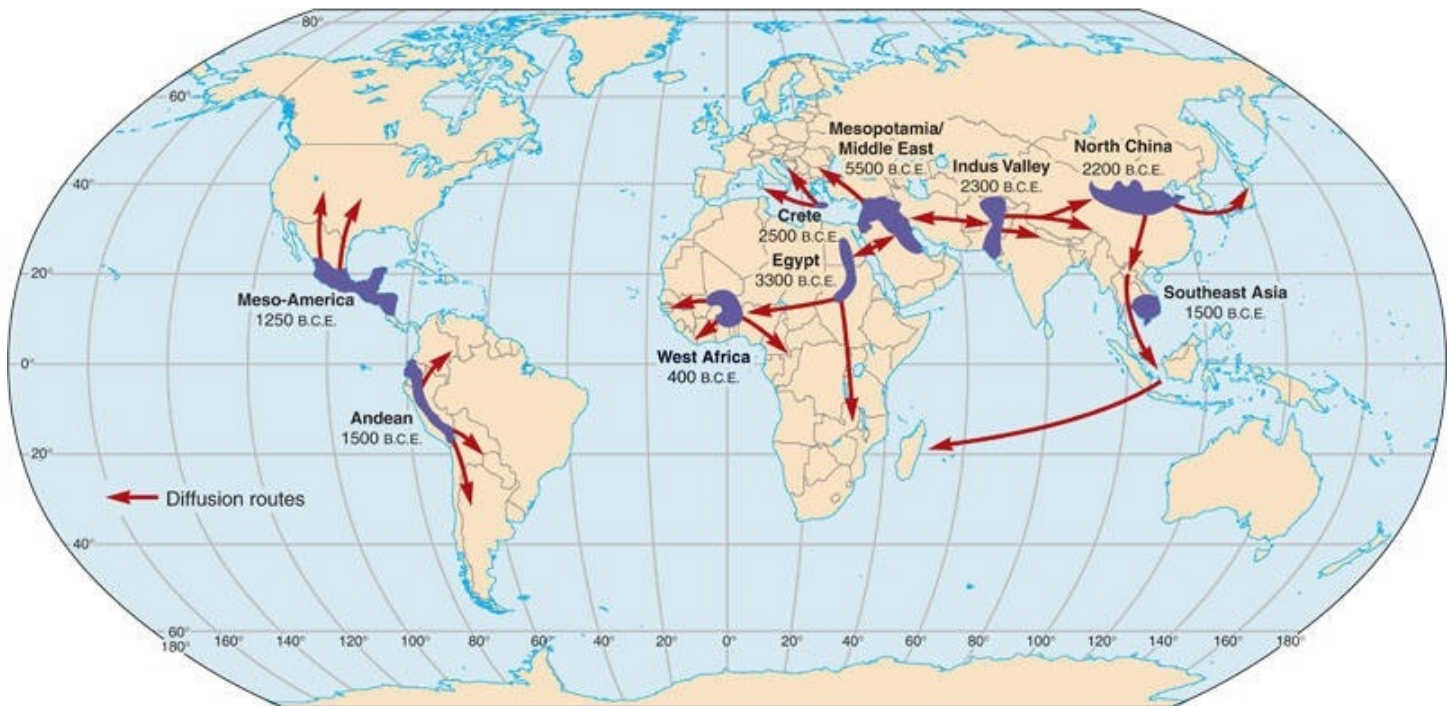 80°
60°
40°
20°
0°
20°
40°
60°
180°
160°
140°
120°
100°
80°
60°
40°
20°
0°
20°
40°
60°
80°
100°
120°
140°
160°
180°
Meso-America
1250 B.C.E.
Andean
1500 B.C.E.
Diffusion routes
West Africa
400 B.C.E.
Egypt
3300 B.C.E.
Crete
2500 B.C.E.
Mesopotamia/
Middle East
5500 B.C.E.
Indus Valley
2300 B.C.E.
North China
2200 B.C.E.
Southeast Asia
1500 B.C.E.